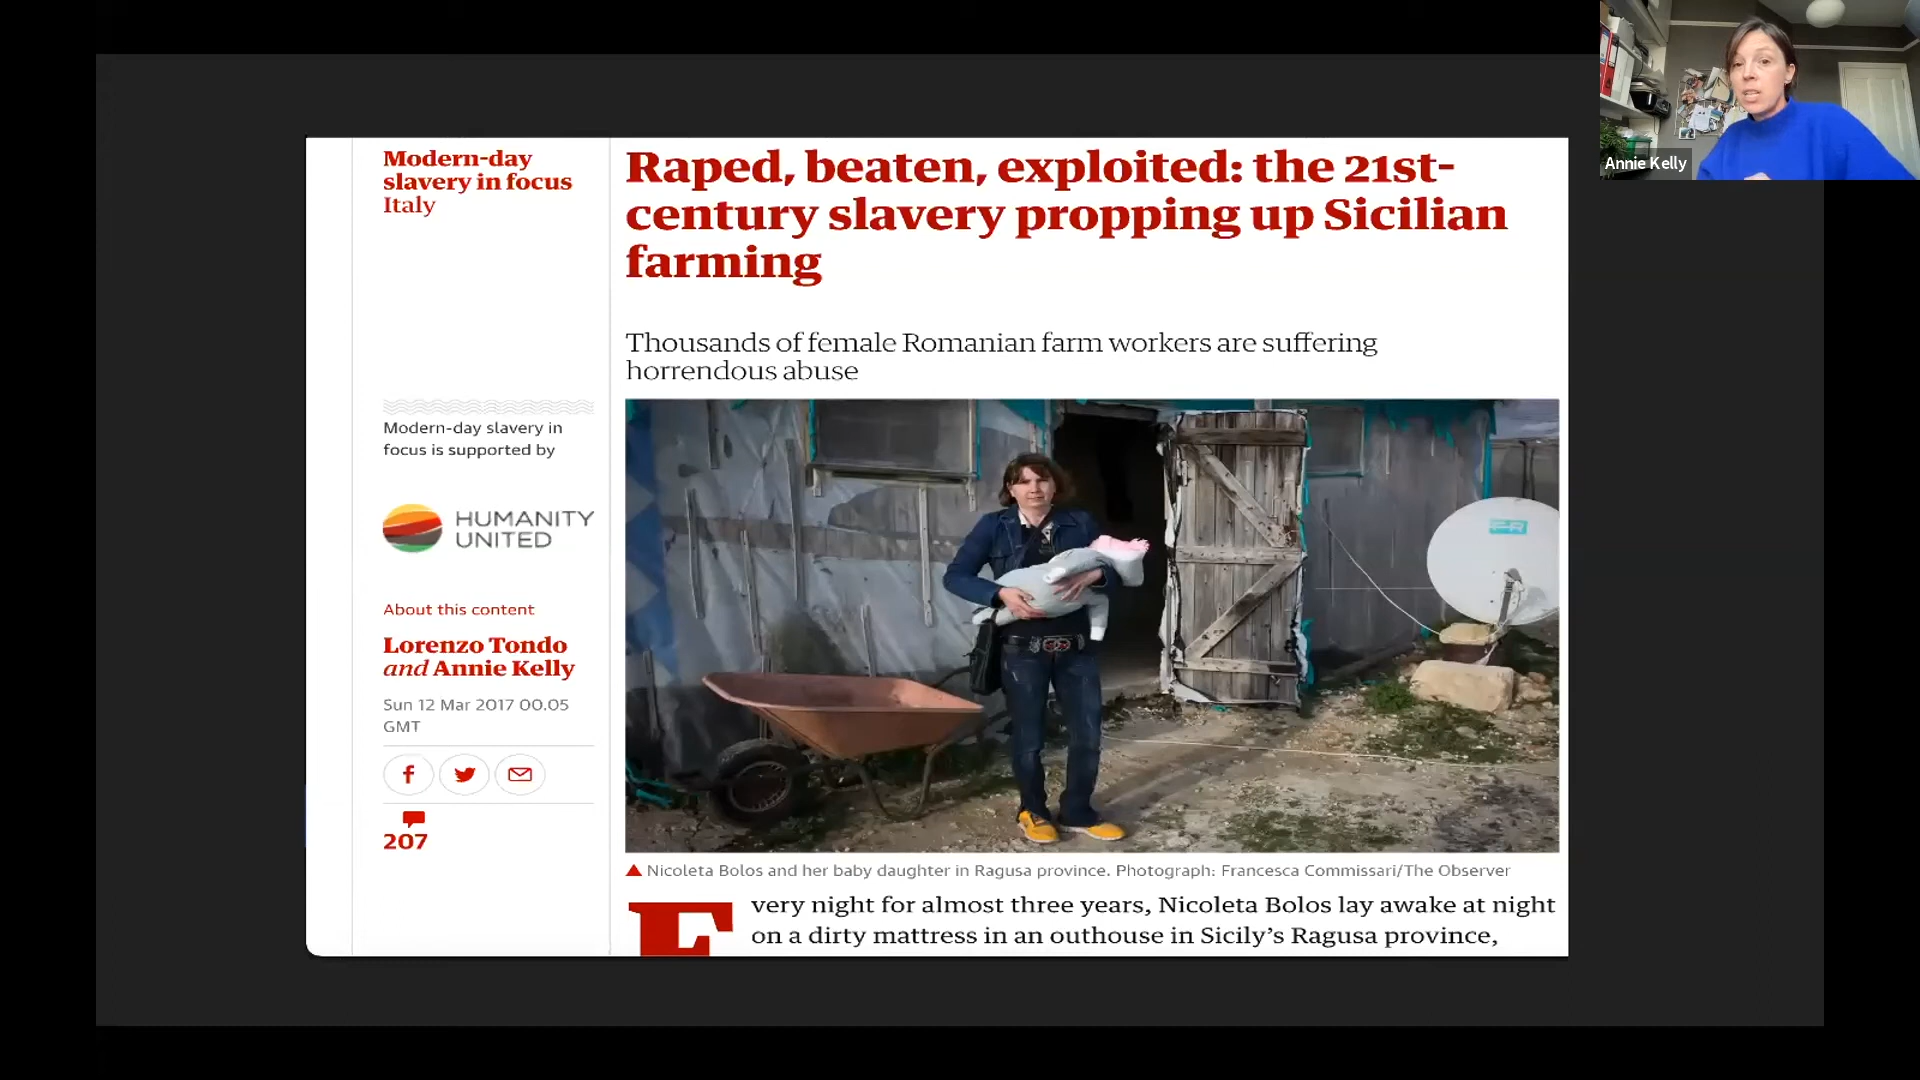 Annie Kelly
Modern-day
slavery in focus
Italy
Raped, beaten, exploited: the 21st-
century slavery propping up Sicilian
farming
Thousands of female Romanian farm workers are suffering
horrendous abuse
Modern-day slavery in
focus is supported by
HUMANITY
UNITED
About this content
Lorenzo Tondo
and Annie Kelly
Sun 12 Mar 2017 00.05
GMT
207
FR
Nicoleta Bolos and her baby daughter in Ragusa province. Photograph: Francesca Commissari/The Observer
Every night for almost three years, Nicoleta Bolos lay awake at night
on a dirty mattress in an outhouse in Sicily’s Ragusa province,